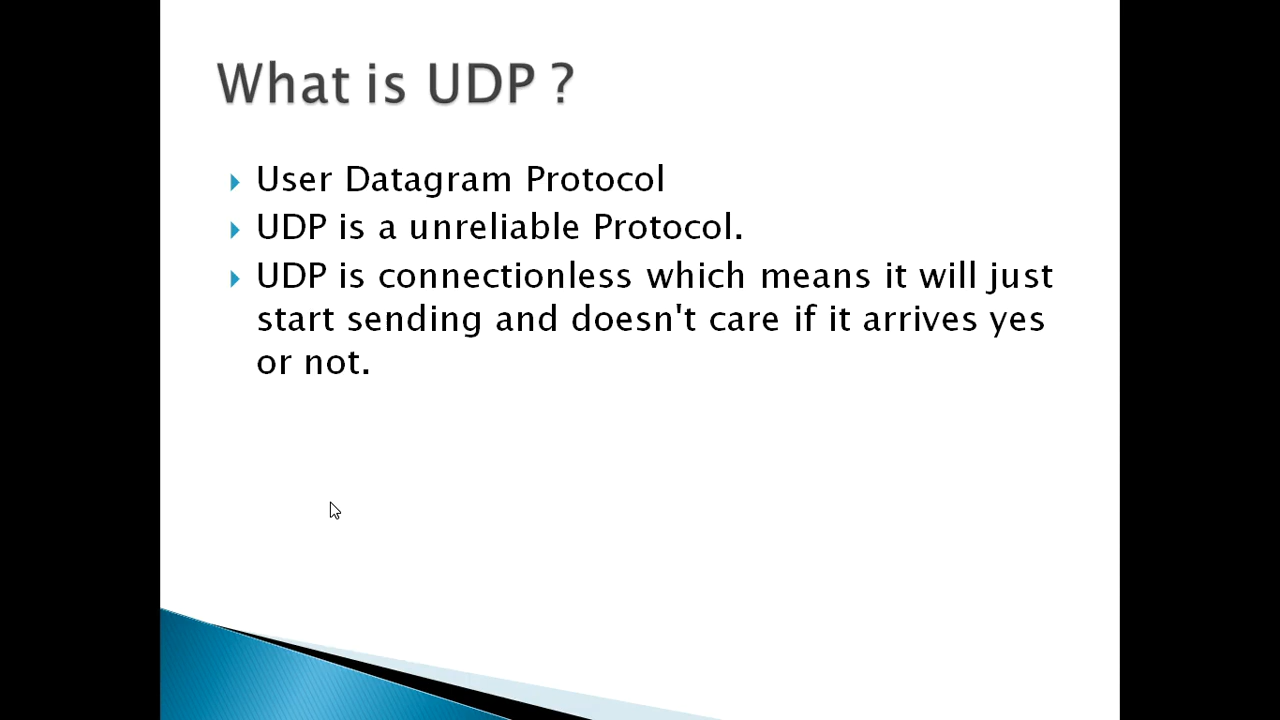 What is UDP ?
User Datagram Protocol
UDP is a unreliable Protocol.
UDP is connectionless which means it will just
start sending and doesn't care if it arrives yes
or not.